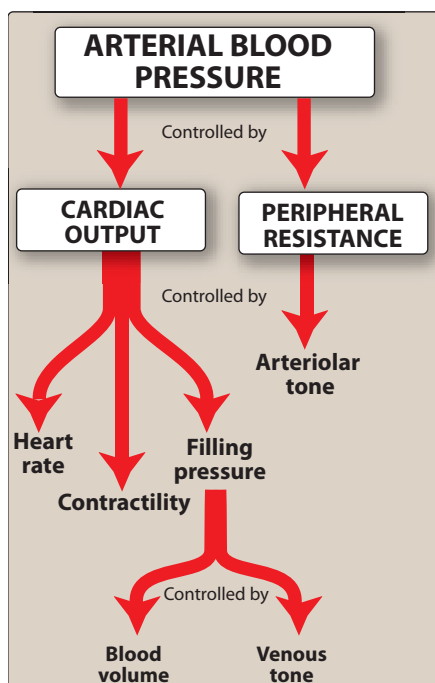 ARTERIAL BLOOD
PRESSURE
Controlled by
CARDIAC
OUTPUT
PERIPHERAL
RESISTANCE
Controlled by
Arteriolar
tone
Heart
rate
Filling
pressure
Contractility
Controlled by
Blood
volume
Venous
tone